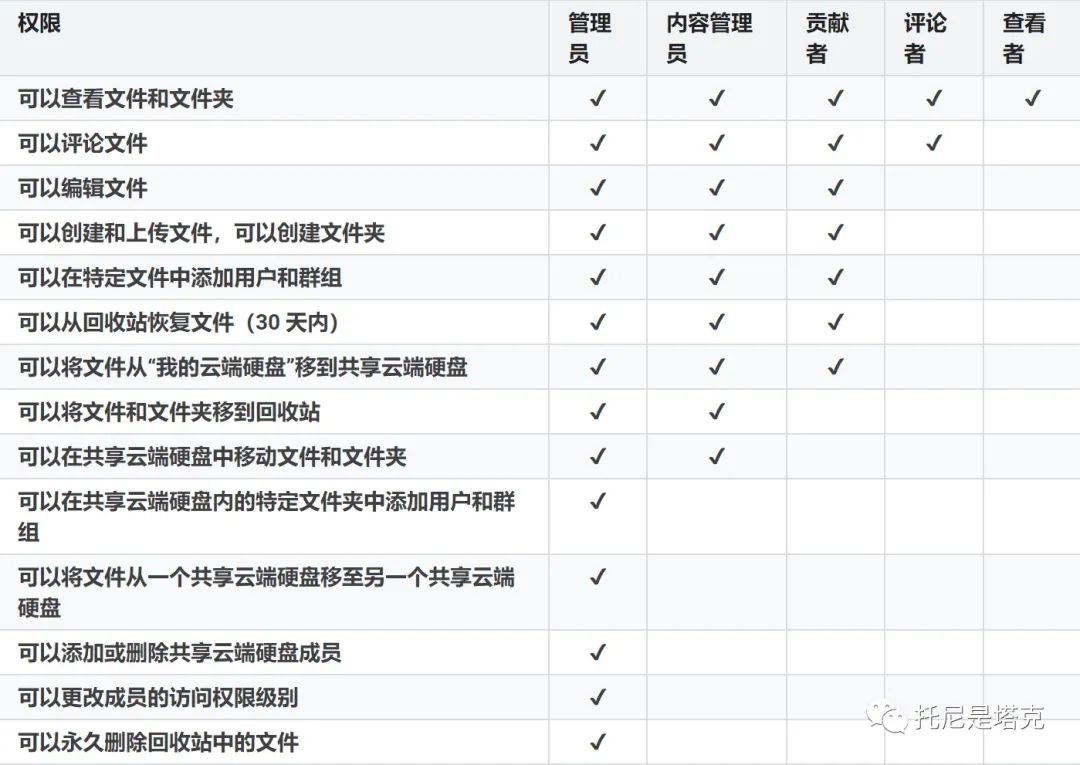 权限 管理员 内容管理员 贡献者 评论者 查看者
可以查看文件和文件夹 ✓ ✓ ✓ ✓ ✓
可以评论文件 ✓ ✓ ✓ ✓
可以编辑文件 ✓ ✓ ✓
可以创建和上传文件，可以创建文件夹 ✓ ✓ ✓
可以在特定文件中添加用户和群组 ✓ ✓ ✓
可以从回收站恢复文件（30 天内） ✓ ✓ ✓
可以将文件从“我的云端硬盘”移到共享云端硬盘 ✓ ✓ ✓
可以将文件和文件夹移到回收站 ✓ ✓
可以在共享云端硬盘中移动文件和文件夹 ✓ ✓
可以在共享云端硬盘内的特定文件夹中添加用户和群 ✓
组
可以将文件从一个共享云端硬盘移至另一个共享云端 ✓
硬盘
可以添加或删除共享云端硬盘成员 ✓
可以更改成员的访问权限级别 ✓
托尼是塔克
可以永久删除回收站中的文件 ✓